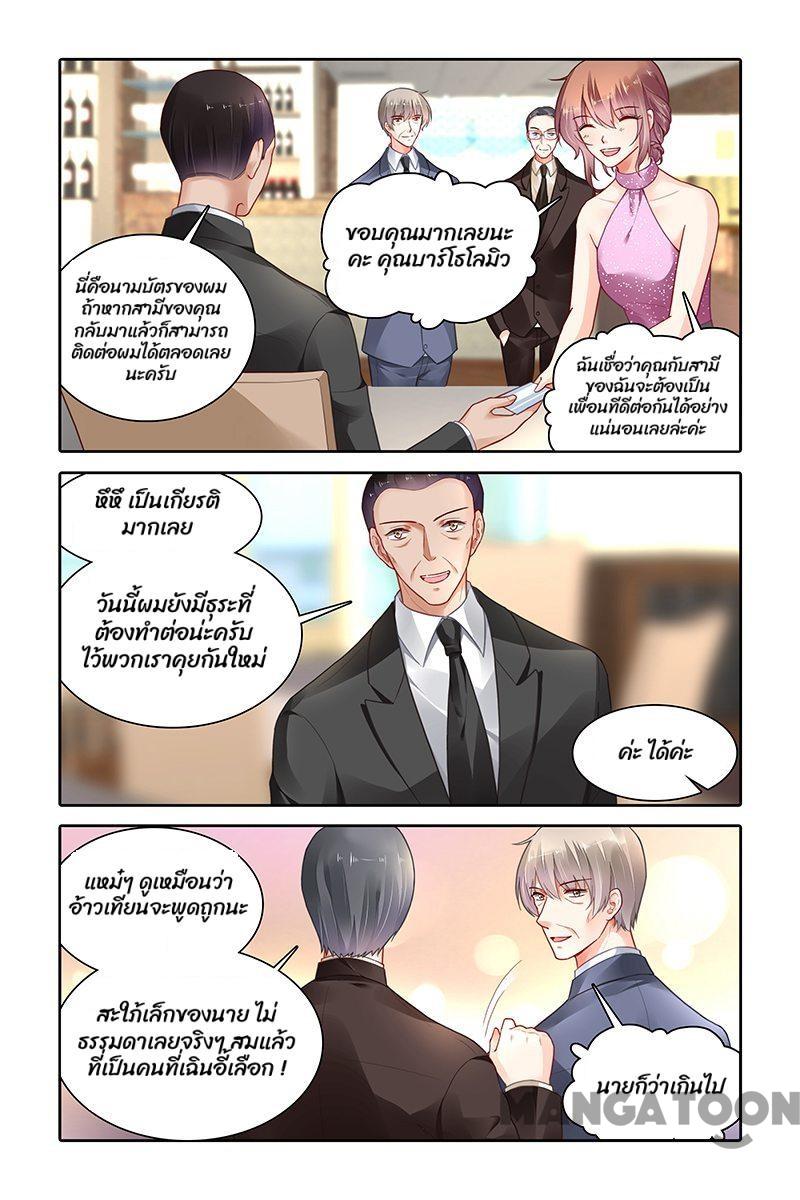 นี่คือนามบัตรของผม
ถ้าหากสามีของคุณ
กลับมาแล้วก็สามารถ
ติดต่อผมได้ตลอดเลย
นะครับ
ขอบคุณมากเลยนะ
คะ คุณบาร์โธโลมิว
ฉันเชื่อว่าคุณกับสามี
ของฉันจะต้องเป็น
เพื่อนที่ดีต่อกันได้อย่าง
แน่นอนเลยล่ะค่ะ
หึหึ เป็นเกียรติ
มากเลย
วันนี้ผมยังมีธุระที่
ต้องทำต่อน่ะครับ
ไว้พวกเราคุยกันใหม่
ค่ะ ได้ค่ะ
แหม่ๆ ดูเหมือนว่า
อ้าวเทียนจะพูดถูกนะ
สะใภ้เล็กของนาย ไม่
ธรรมดาเลยจริงๆ สมแล้ว
ที่เป็นคนที่เฉินอี้เลือก !
นายก็ว่าเกินไป
MANGATOON